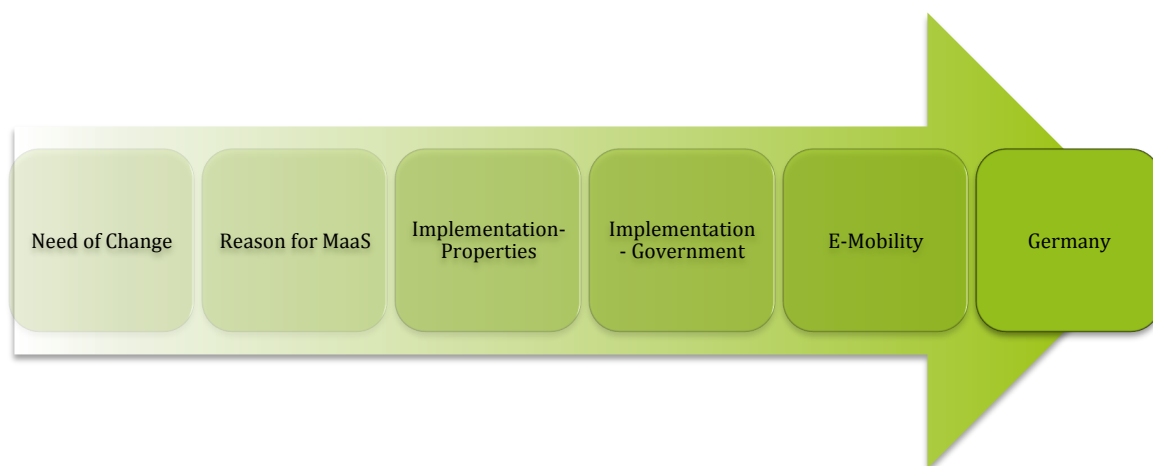 Need of Change
Reason for MaaS
Implementation-
Properties
Implementation
- Government
E-Mobility
Germany